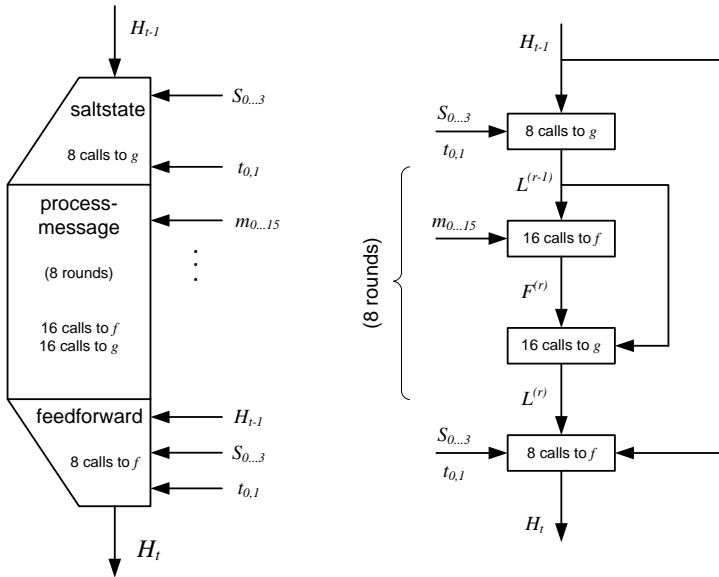 H_{t-1}
saltstate
S_{0...3}
8 calls to g
t_{0,1}
process-
message
m_{0...15}
(8 rounds)
16 calls to f
16 calls to g
feedforward
H_{t-1}
8 calls to f
S_{0...3}
t_{0,1}
H_t
H_{t-1}
S_{0...3}
8 calls to g
t_{0,1}
L^{(r-1)}
m_{0...15}
16 calls to f
(8 rounds)
F^{(r)}
16 calls to g
L^{(r)}
S_{0...3}
8 calls to f
t_{0,1}
H_t